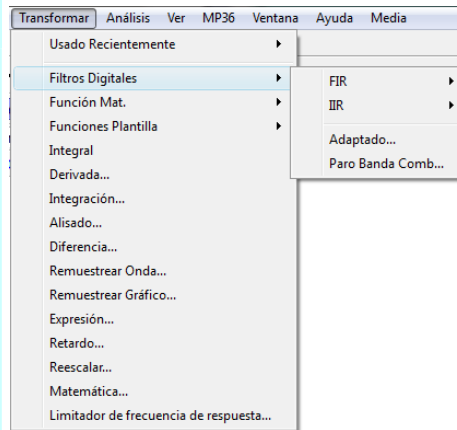 Transformar Análisis Ver MP36 Ventana Ayuda Media
Usado Recientemente
Filtros Digitales
Función Mat.
Funciones Plantilla
Integral
Derivada...
Integración...
Alisado...
Diferencia...
Remuestrear Onda...
Remuestrear Gráfico...
Expresión...
Retardo...
Reescalar...
Matemática...
Limitador de frecuencia de respuesta...
FIR
IIR
Adaptado...
Paro Banda Comb...